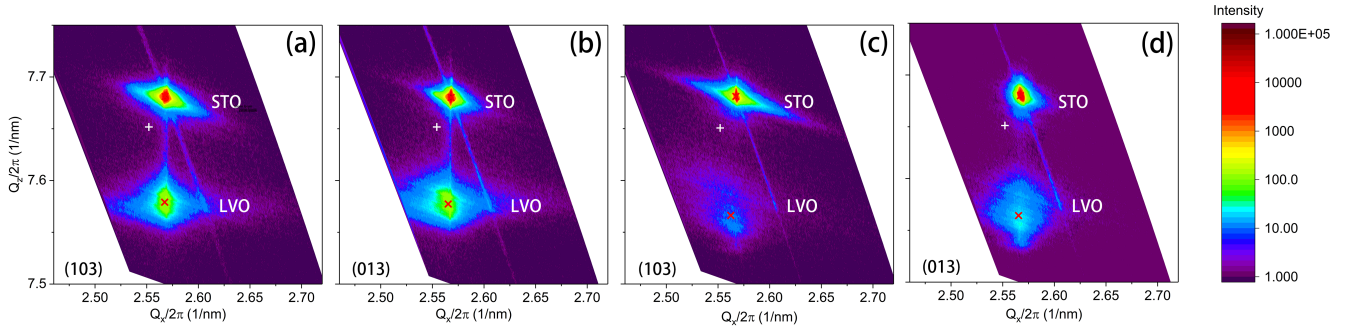 Intensity
(a)
(b)
(c)
(d)
1.000E+05
10000
1000
100.0
10.00
1.000
7.7
7.6
7.5
Q_z/2π (1/nm)
STO
STO
STO
STO
LVO
LVO
LVO
LVO
(103)
(013)
(103)
(013)
2.50 2.55 2.60 2.65 2.70
2.50 2.55 2.60 2.65 2.70
2.50 2.55 2.60 2.65 2.70
2.50 2.55 2.60 2.65 2.70
Q_x/2π (1/nm)
Q_x/2π (1/nm)
Q_x/2π (1/nm)
Q_x/2π (1/nm)